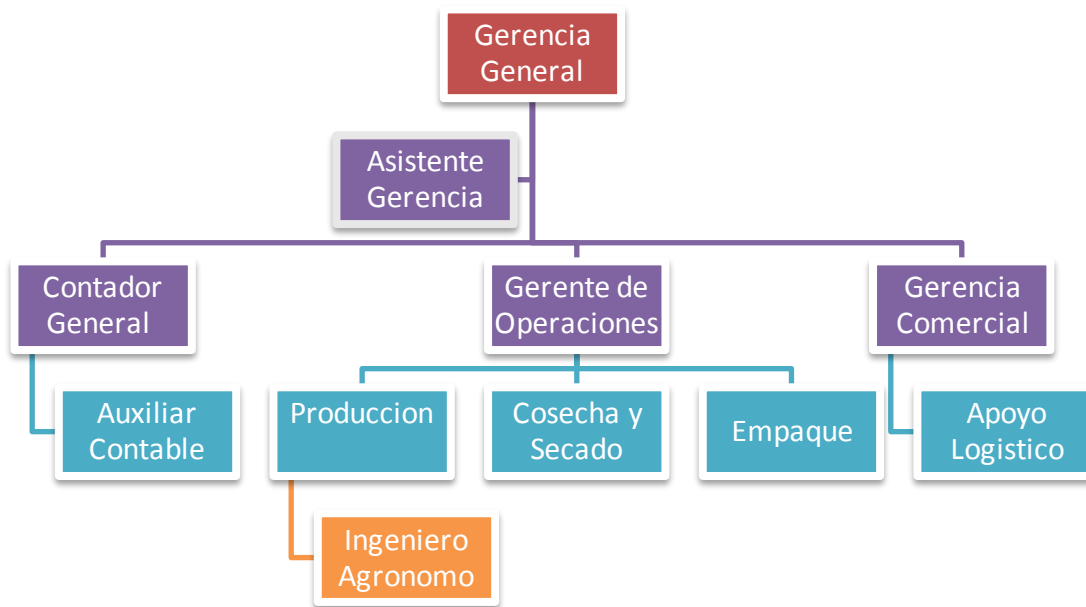 Gerencia
General
Asistente
Gerencia
Contador
General
Gerente de
Operaciones
Gerencia
Comercial
Auxiliar
Contable
Produccion
Cosecha y
Secado
Empaque
Apoyo
Logistico
Ingeniero
Agronomo